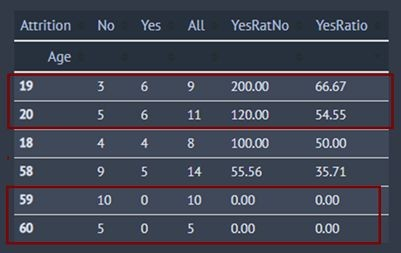 Attrition No Yes All YesRatNo YesRatio
Age
19 3 6 9 200.00 66.67
20 5 6 11 120.00 54.55
18 4 4 8 100.00 50.00
58 9 5 14 55.56 35.71
59 10 0 10 0.00 0.00
60 5 0 5 0.00 0.00